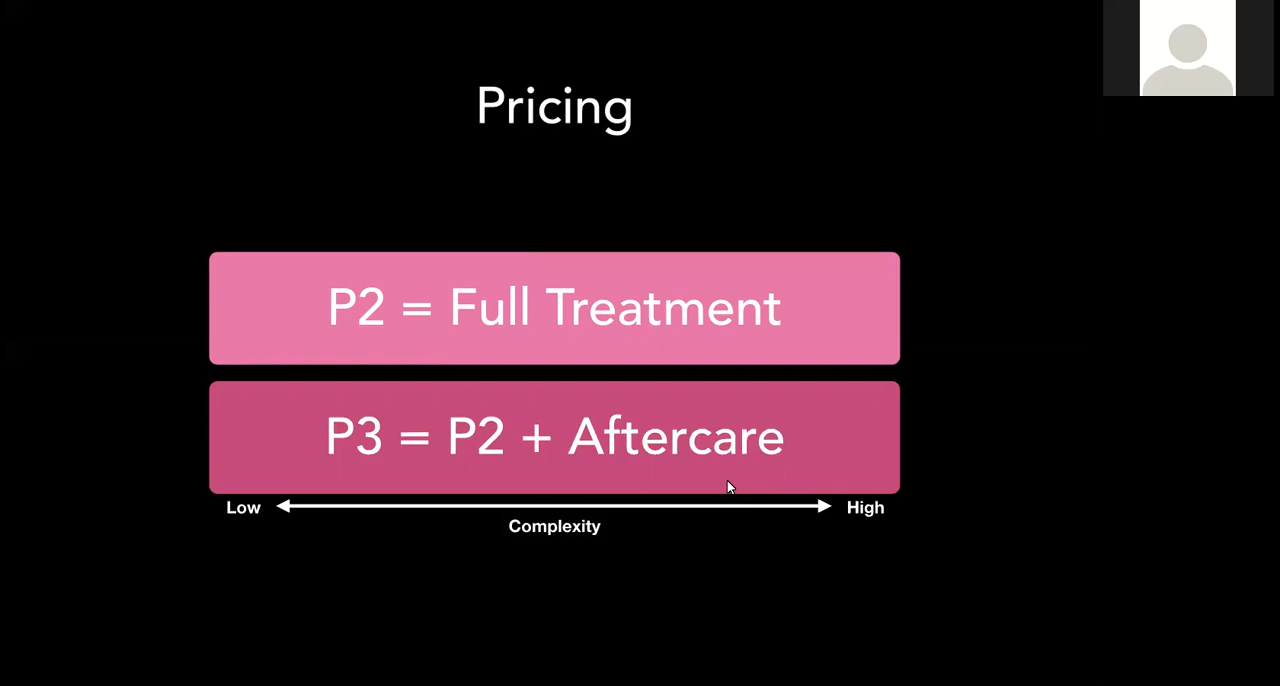 Pricing
P2 = Full Treatment
P3 = P2 + Aftercare
Low
High
Complexity